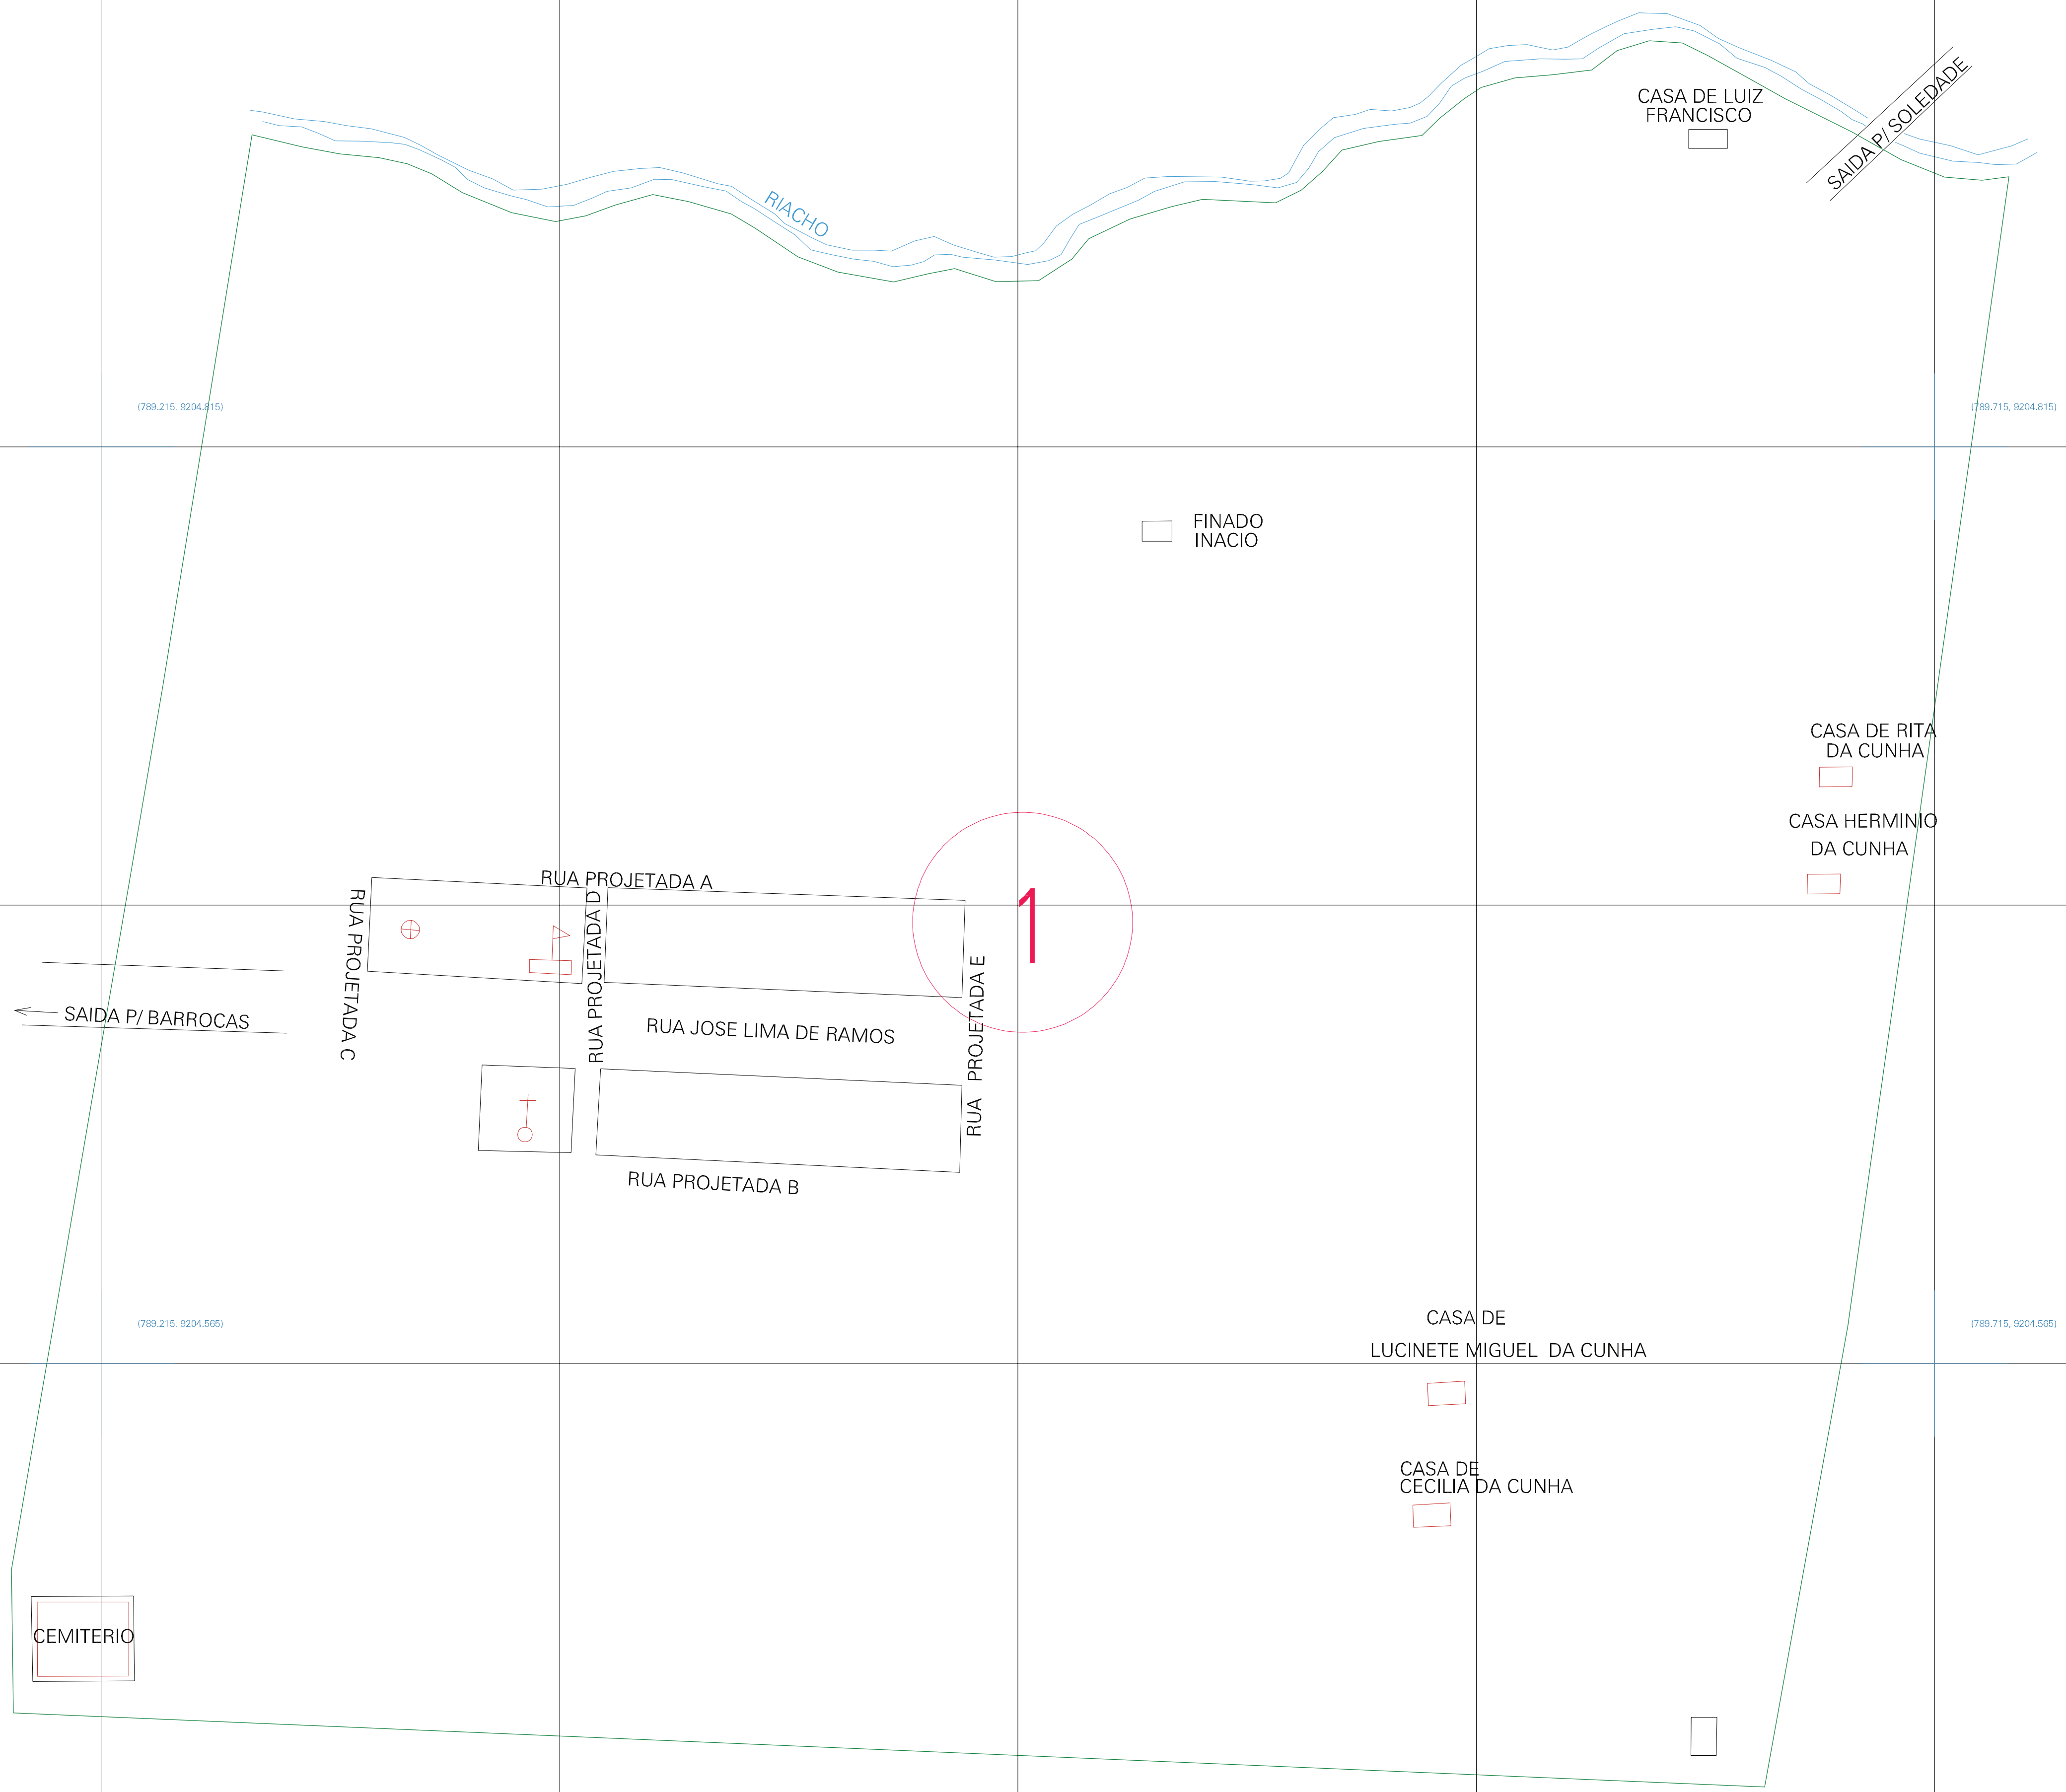 CASA DE LUIZ
FRANCISCO
SAIDA P/ SOLEDADE
RIACHO
(789.215, 9204.815)
(789.715, 9204.815)
FINADO
INACIO
CASA DE RITA
DA CUNHA
CASA HERMINIO
DA CUNHA
RUA PROJETADA A
1
RUA PROJETADA C
RUA PROJETADA D
RUA PROJETADA E
SAIDA P/ BARROCAS
RUA JOSE LIMA DE RAMOS
RUA PROJETADA B
(789.215, 9204.565)
(789.715, 9204.565)
CASA DE
LUCINETE MIGUEL DA CUNHA
CASA DE
CECILIA DA CUNHA
CEMITERIO